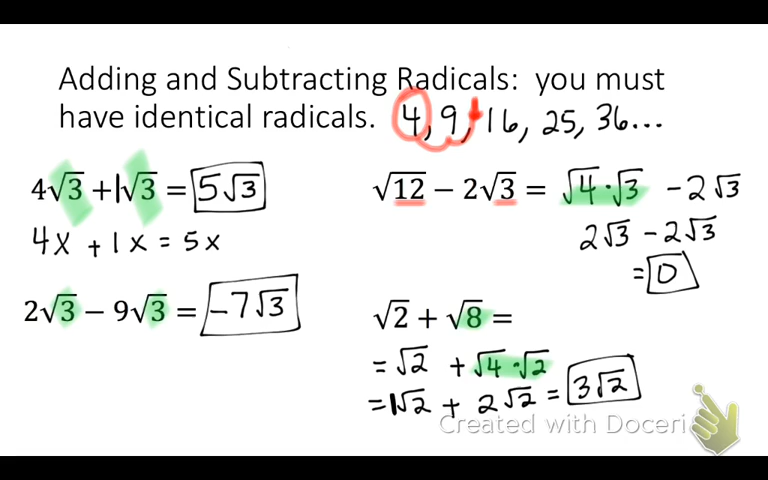 Adding and Subtracting Radicals: you must
have identical radicals. 4, 9, 16, 25, 36...
4√3 + 1√3 = 5√3
4x + 1x = 5x
2√3 − 9√3 = −7√3
√12 − 2√3 = √4·√3 − 2√3
2√3 − 2√3
= 0
√2 + √8 =
= √2 + √4·√2
= 1√2 + 2√2 = 3√2
Created with Doceri